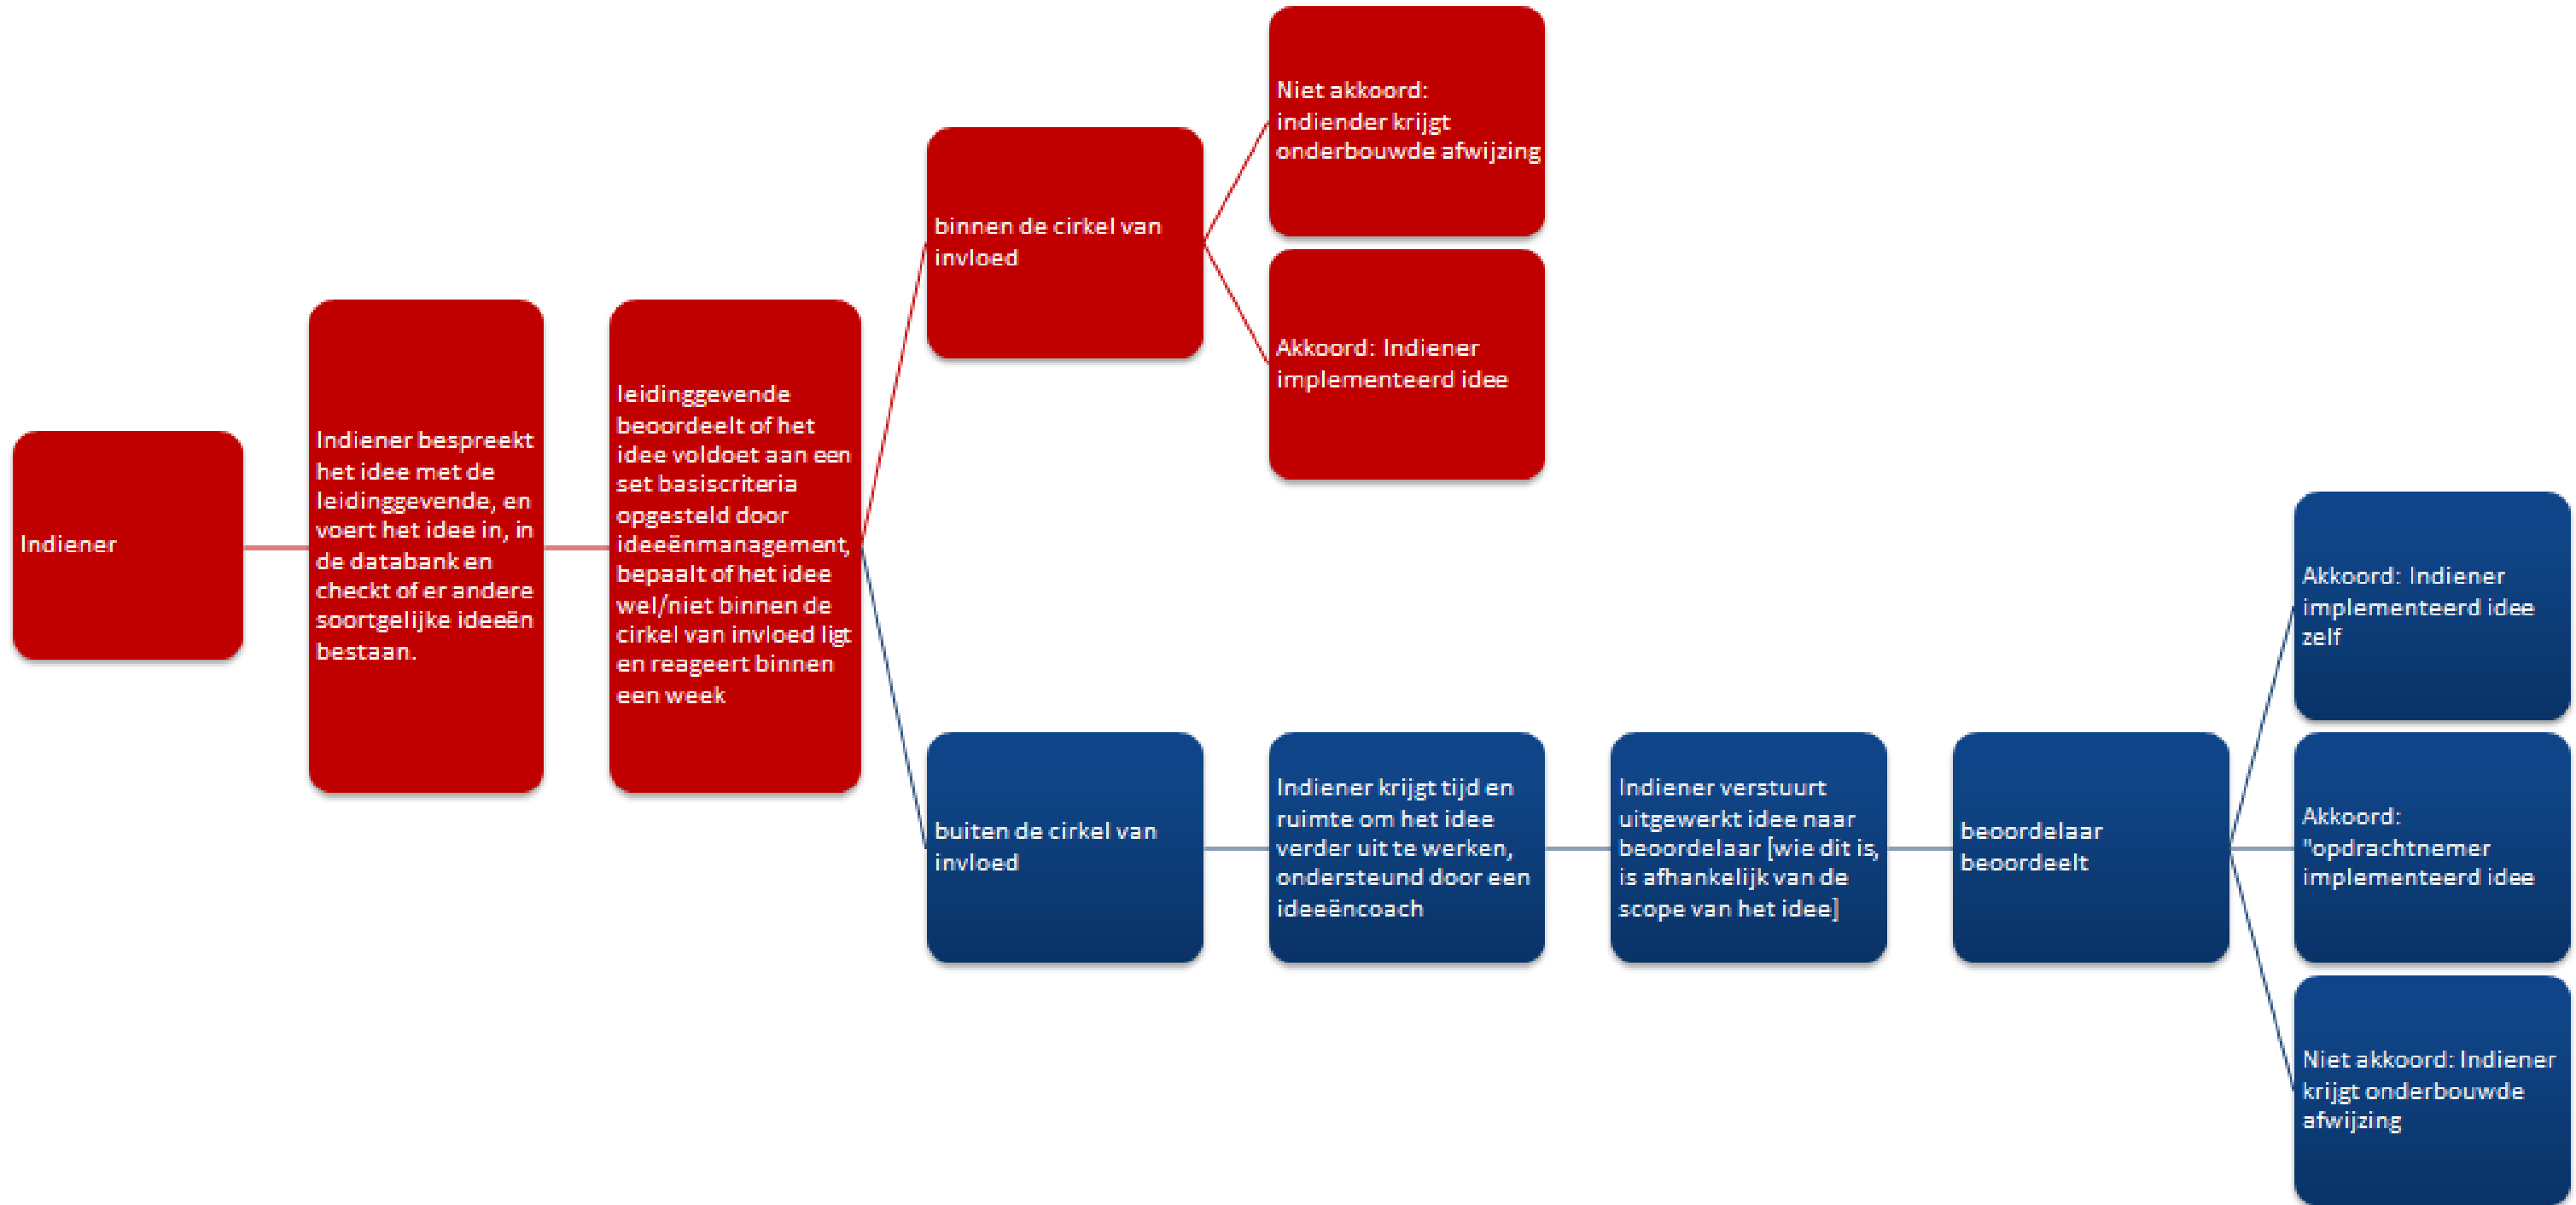 Indiener
Indiener bespreekt
het idee met de
leidinggevende, en
voert het idee in, in
de databank en
checkt of er andere
soortgelijke ideeën
bestaan.
leidinggevende
beoordeelt of het
idee voldoet aan een
set basiscriteria
opgesteld door
ideeënmanagement,
bepaalt of het idee
wel/niet binnen de
cirkel van invloed ligt
en reageert binnen
een week
binnen de cirkel van
invloed
Niet akkoord:
indiender krijgt
onderbouwde afwijzing
Akkoord: Indiener
implementeerd idee
buiten de cirkel van
invloed
Indiener krijgt tijd en
ruimte om het idee
verder uit te werken,
ondersteund door een
ideeëncoach
Indiener verstuurt
uitgewerkt idee naar
beoordelaar [wie dit is,
is afhankelijk van de
scope van het idee]
beoordelaar
beoordeelt
Akkoord: Indiener
implementeerd idee
zelf
Akkoord:
"opdrachtnemer
implementeerd idee
Niet akkoord: Indiener
krijgt onderbouwde
afwijzing